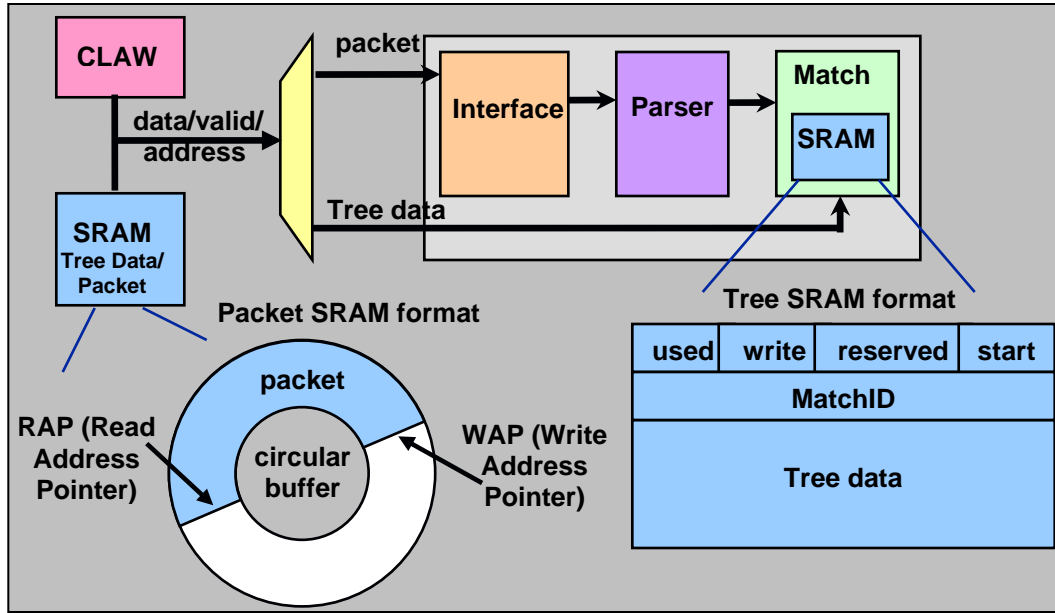 CLAW
data/valid/
address
SRAM
Tree Data/
Packet
packet
Interface
Parser
Match
SRAM
Tree data
Packet SRAM format
packet
circular
buffer
RAP (Read
Address
Pointer)
WAP (Write
Address
Pointer)
Tree SRAM format
used write reserved start
MatchID
Tree data